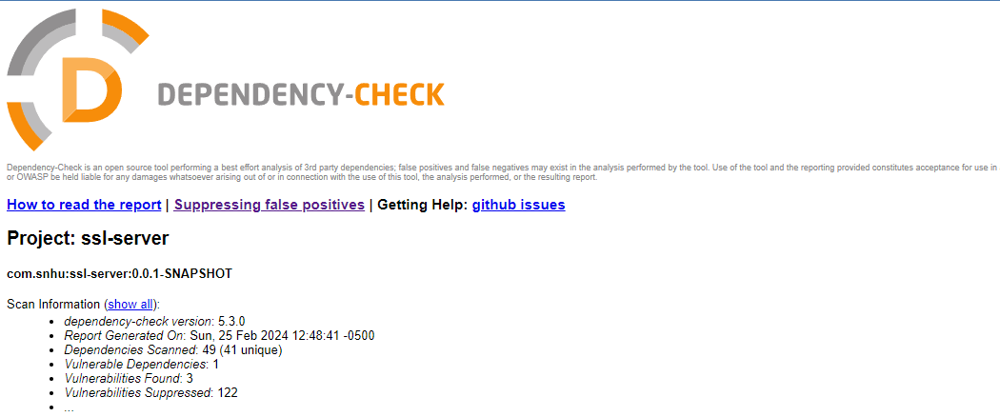 DEPENDENCY-CHECK
Dependency-Check is an open source tool performing a best effort analysis of 3rd party dependencies; false positives and false negatives may exist in the analysis performed by the tool. Use of the tool and the reporting provided constitutes acceptance for use in
or OWASP be held liable for any damages whatsoever arising out of or in connection with the use of this tool, the analysis performed, or the resulting report.
How to read the report | Suppressing false positives | Getting Help: github issues
Project: ssl-server
com.snhu:ssl-server:0.0.1-SNAPSHOT
Scan Information (show all):
• dependency-check version: 5.3.0
• Report Generated On: Sun, 25 Feb 2024 12:48:41 -0500
• Dependencies Scanned: 49 (41 unique)
• Vulnerable Dependencies: 1
• Vulnerabilities Found: 3
• Vulnerabilities Suppressed: 122
• ...